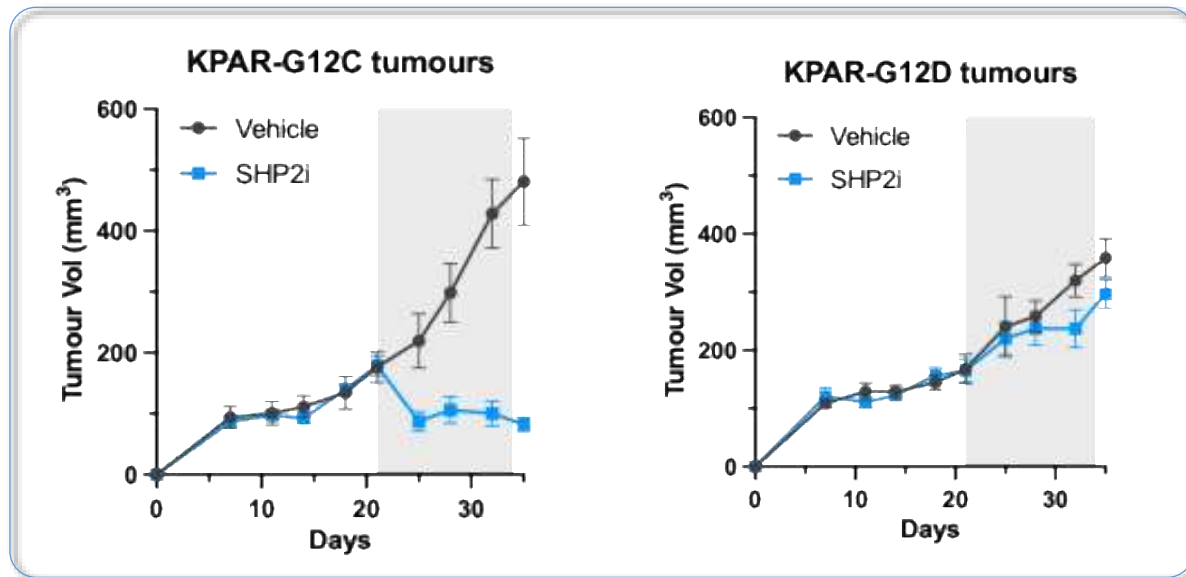 KPAR-G12C tumours
600
400
200
0
Tumour Vol (mm³)
Vehicle
SHP2i
0 10 20 30
Days
KPAR-G12D tumours
600
400
200
0
Tumour Vol (mm³)
Vehicle
SHP2i
0 10 20 30
Days